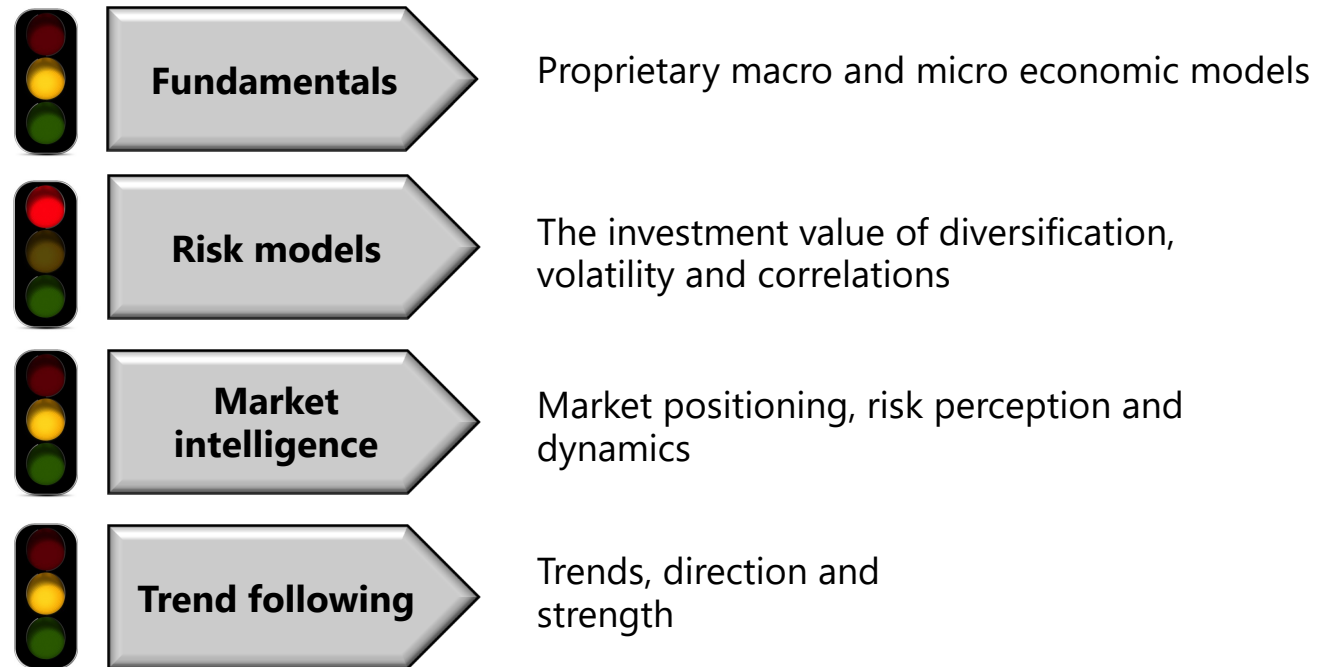 Fundamentals
Proprietary macro and micro economic models
Risk models
The investment value of diversification,
volatility and correlations
Market
intelligence
Market positioning, risk perception and
dynamics
Trend following
Trends, direction and
strength